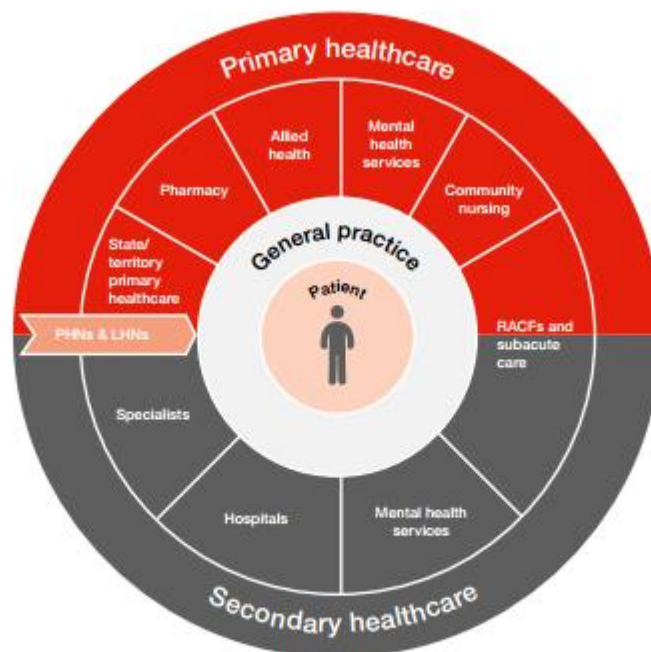 Primary healthcare
Allied
health
Mental
health
services
Pharmacy
Community
nursing
General practice
State/
territory
primary
healthcare
Patient
PHNs & LHNs
RACFs and
subacute
care
Specialists
Hospitals
Mental health
services
Secondary healthcare